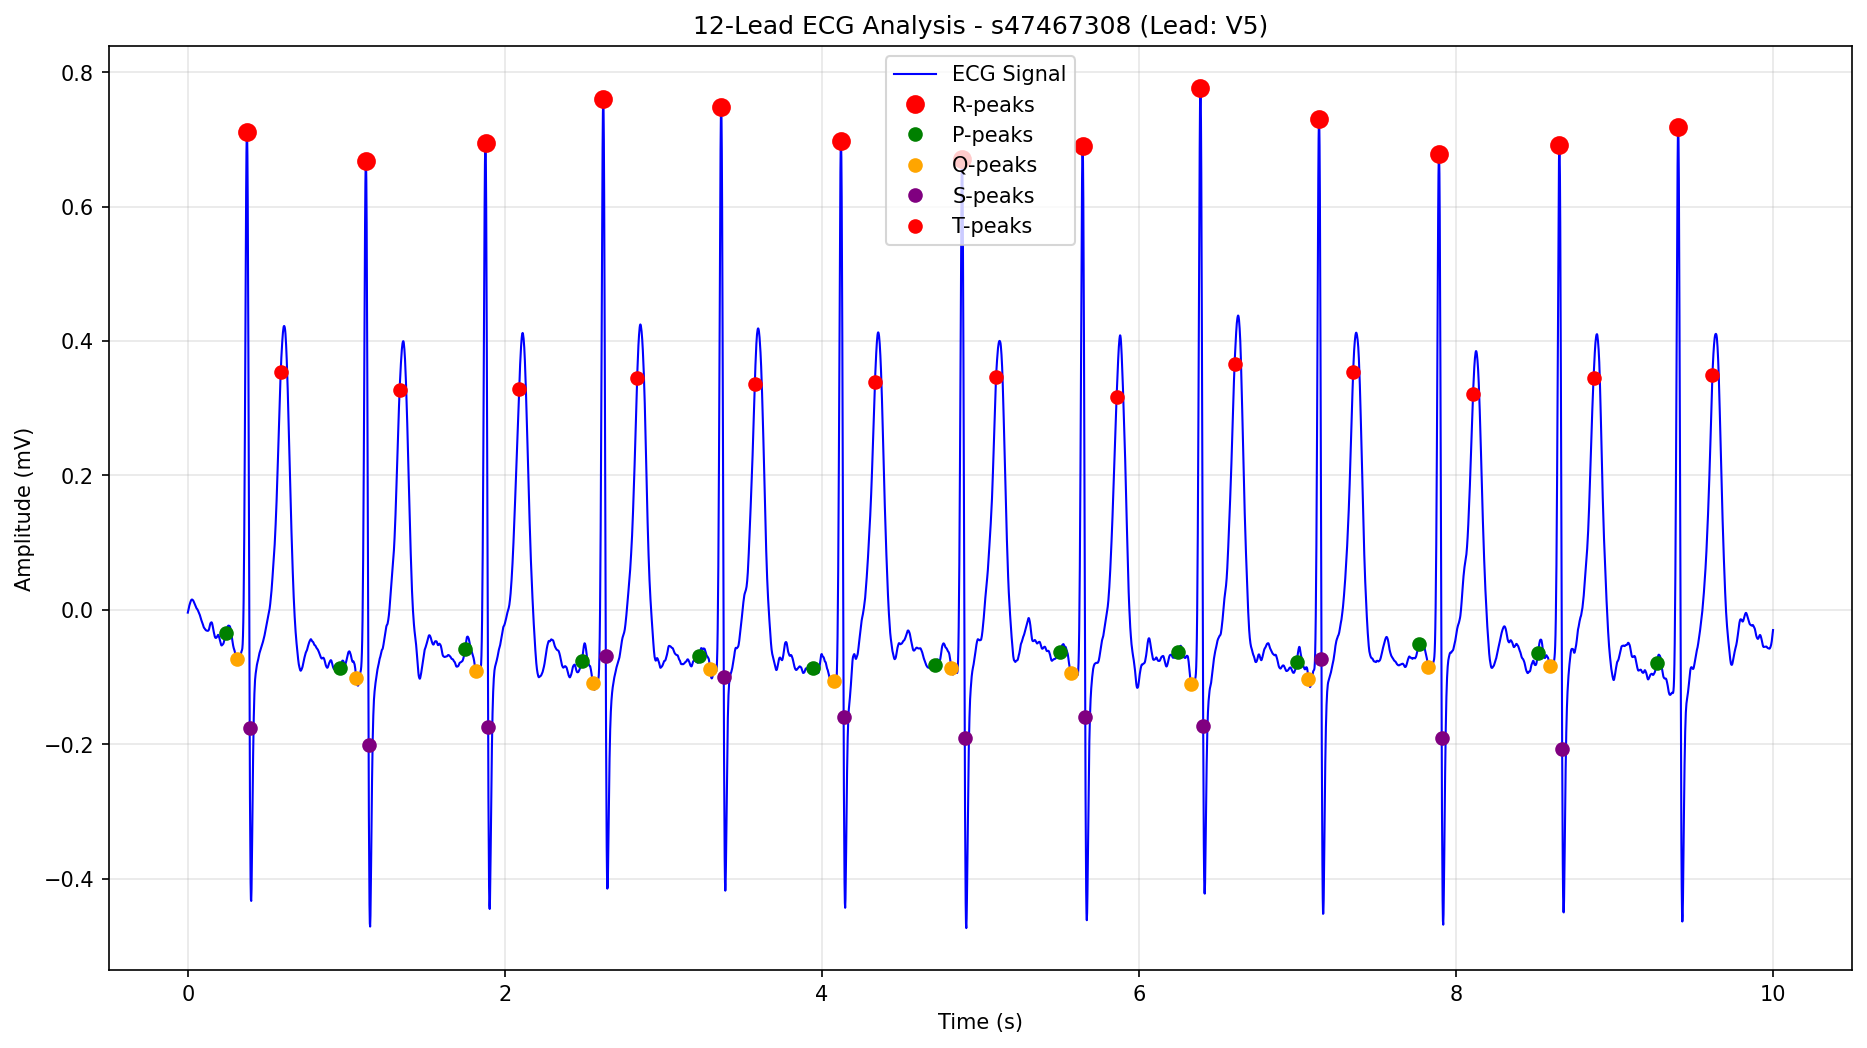 12-Lead ECG Analysis - s47467308 (Lead: V5)
ECG Signal
R-peaks
P-peaks
Q-peaks
S-peaks
T-peaks
Amplitude (mV)
0.8
0.6
0.4
0.2
0.0
−0.2
−0.4
0 2 4 6 8 10
Time (s)